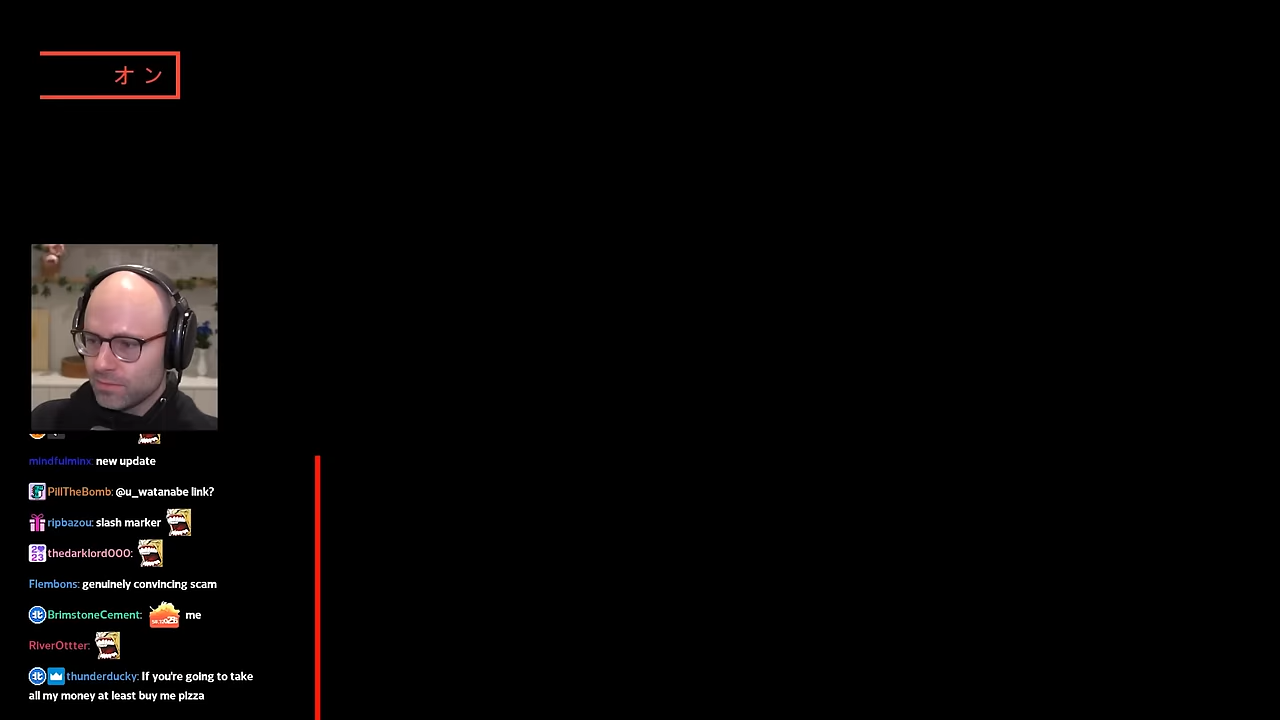 オン
mindfulminx: new update
PillTheBomb: @u_watanabe link?
ripbazou: slash marker
thedarklord000:
Flembons: genuinely convincing scam
BrimstoneCement: me
RiverOttter:
thunderducky: If you're going to take
all my money at least buy me pizza